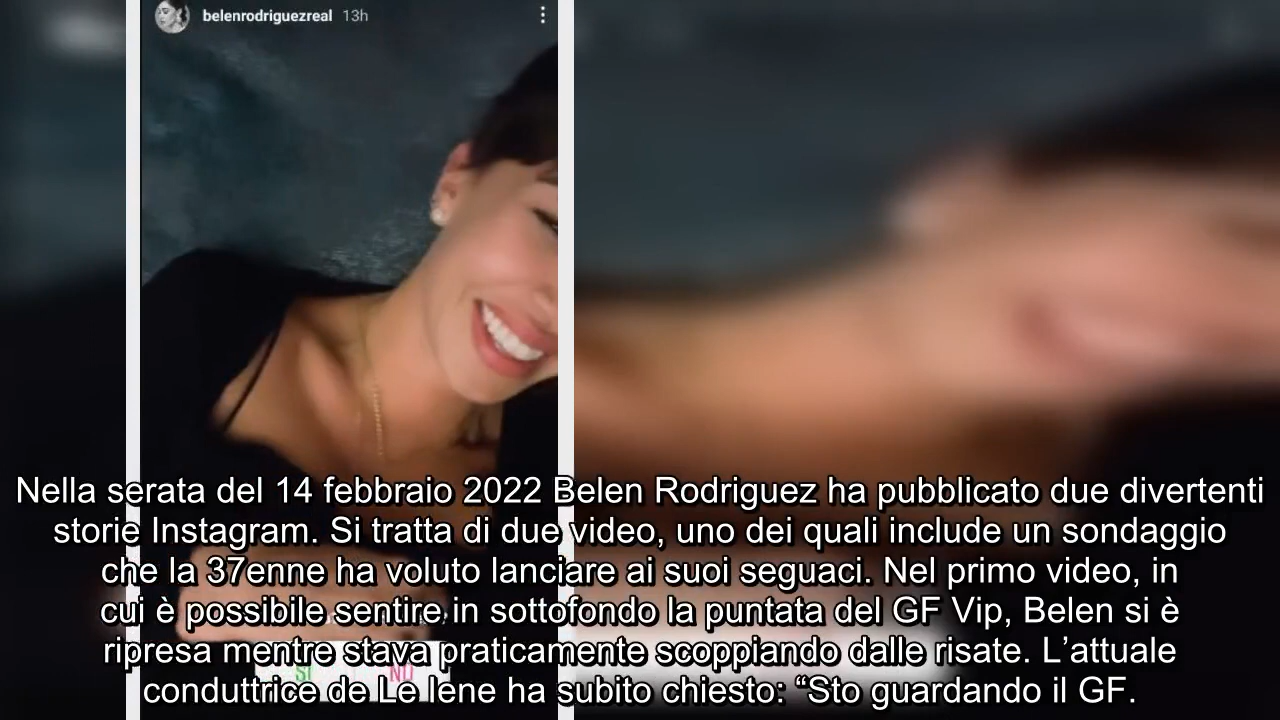 belenrodriguezreal 13h
Nella serata del 14 febbraio 2022 Belen Rodriguez ha pubblicato due divertenti
storie Instagram. Si tratta di due video, uno dei quali include un sondaggio
che la 37enne ha voluto lanciare ai suoi seguaci. Nel primo video, in
cui è possibile sentire in sottofondo la puntata del GF Vip, Belen si è
ripresa mentre stava praticamente scoppiando dalle risate. L’attuale
SI NO
conduttrice de Le Iene ha subito chiesto: “Sto guardando il GF.